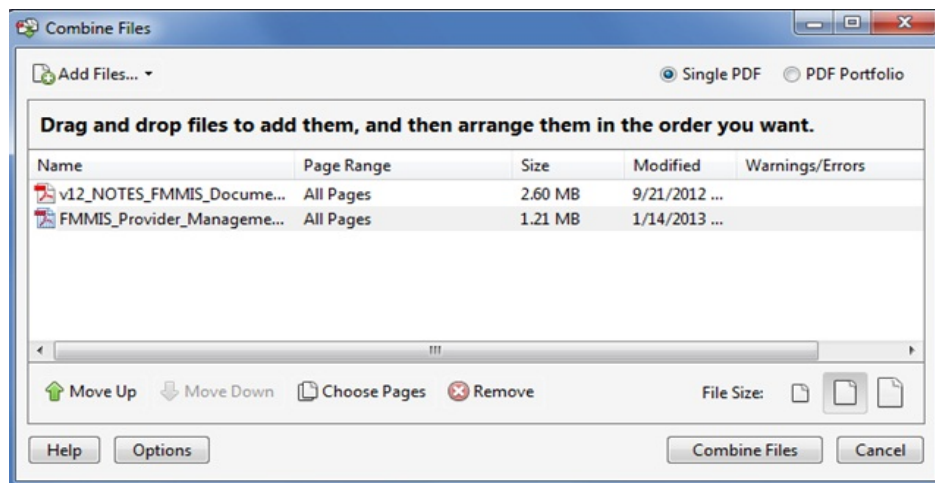 Combine Files
Add Files...
Single PDF PDF Portfolio
Drag and drop files to add them, and then arrange them in the order you want.
Name Page Range Size Modified Warnings/Errors
v12_NOTES_FMMIS_Docume... All Pages 2.60 MB 9/21/2012 ...
FMMIS_Provider_Manageme... All Pages 1.21 MB 1/14/2013 ...
Move Up Move Down Choose Pages Remove File Size:
Help Options Combine Files Cancel